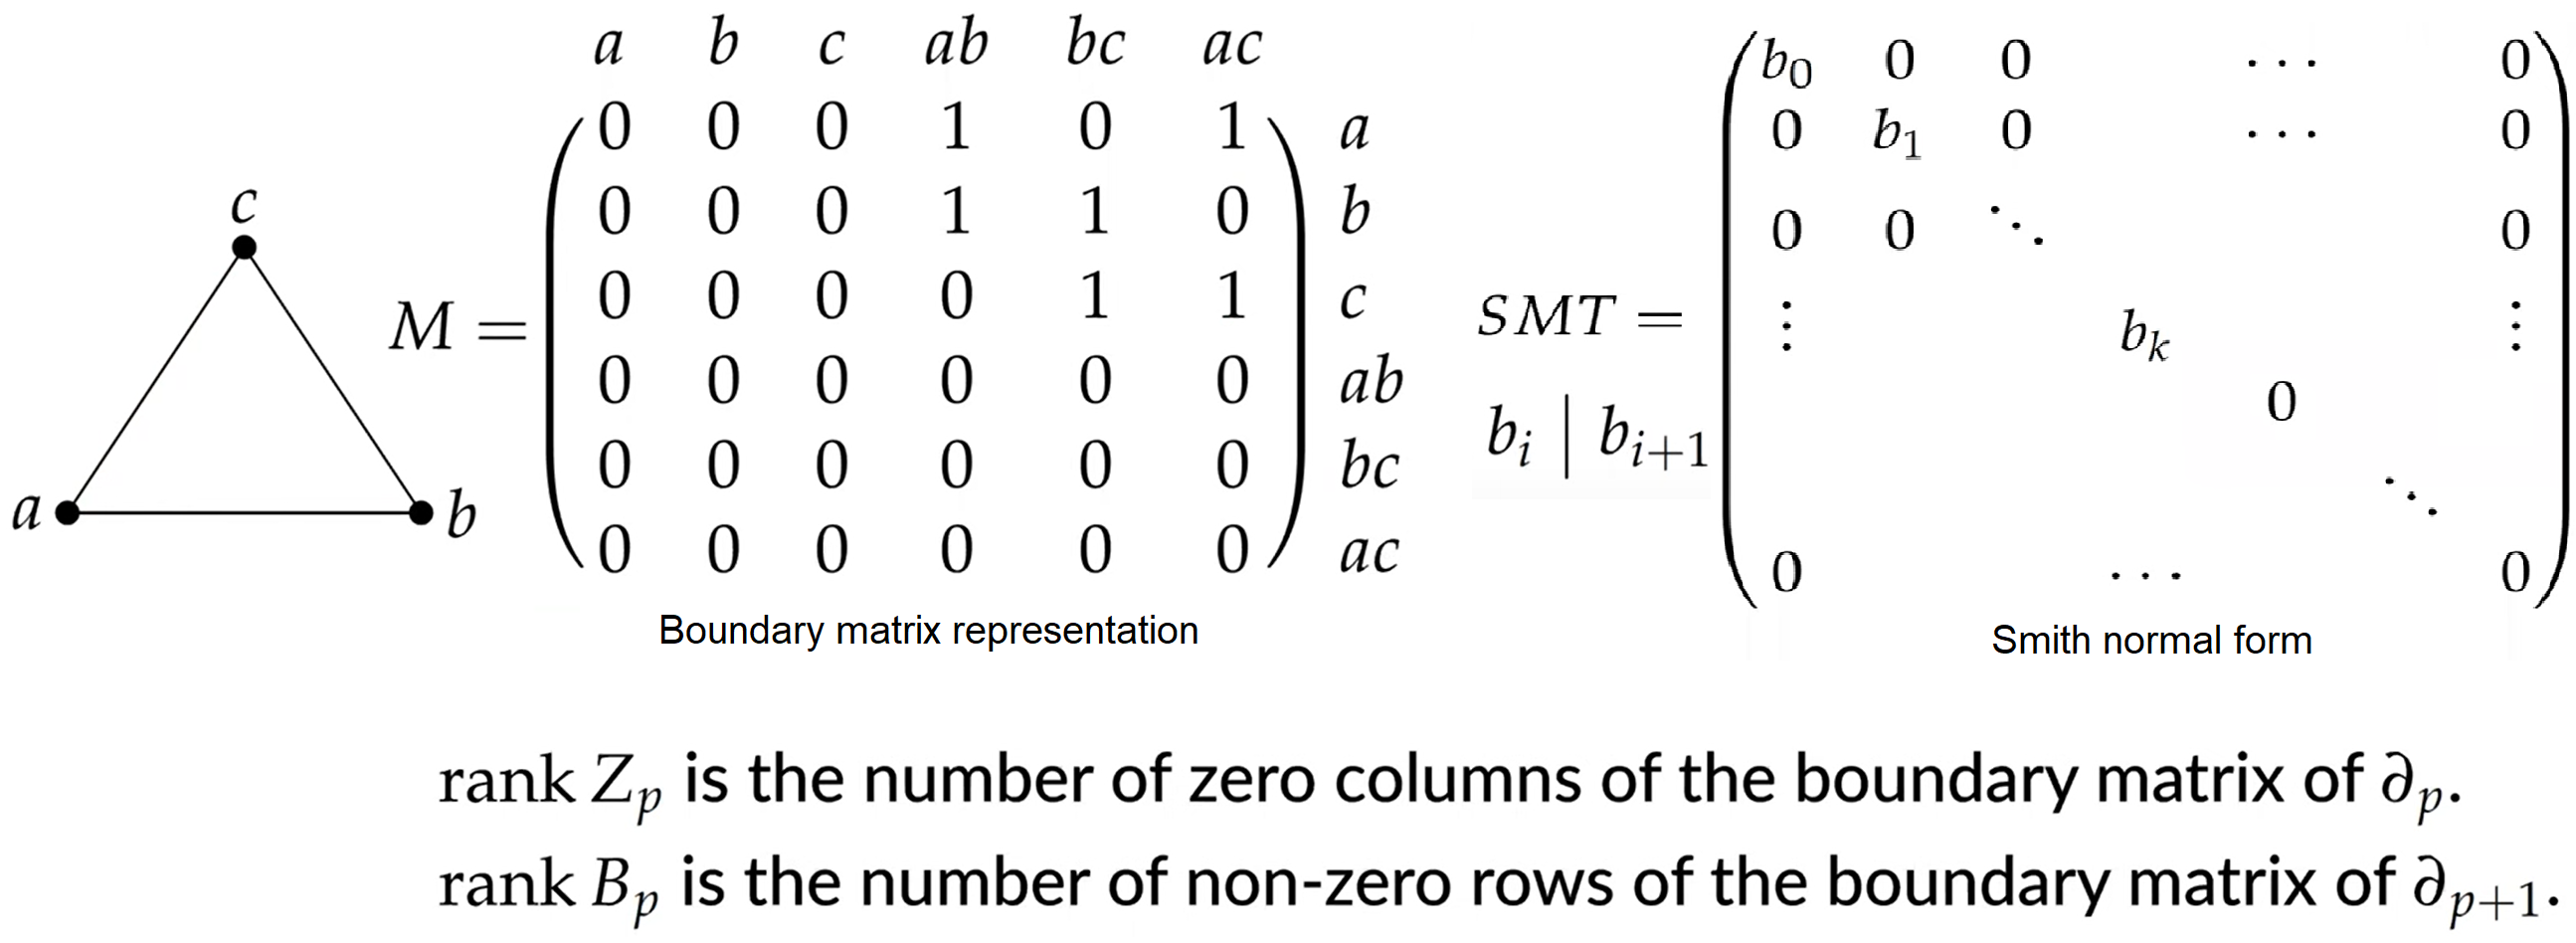 c
a b
M =
a b c ab bc ac
0 0 0 1 0 1 a
0 0 0 1 1 0 b
0 0 0 0 1 1 c
0 0 0 0 0 0 ab
0 0 0 0 0 0 bc
0 0 0 0 0 0 ac
Boundary matrix representation
SMT =
b_i | b_{i+1}
b_0 0 0 ⋯ 0
0 b_1 0 ⋯ 0
0 0 ⋱ 0
⋮ b_k ⋮
0
⋱
0 ⋯ 0
Smith normal form
rank Z_p is the number of zero columns of the boundary matrix of ∂_p.
rank B_p is the number of non-zero rows of the boundary matrix of ∂_{p+1}.